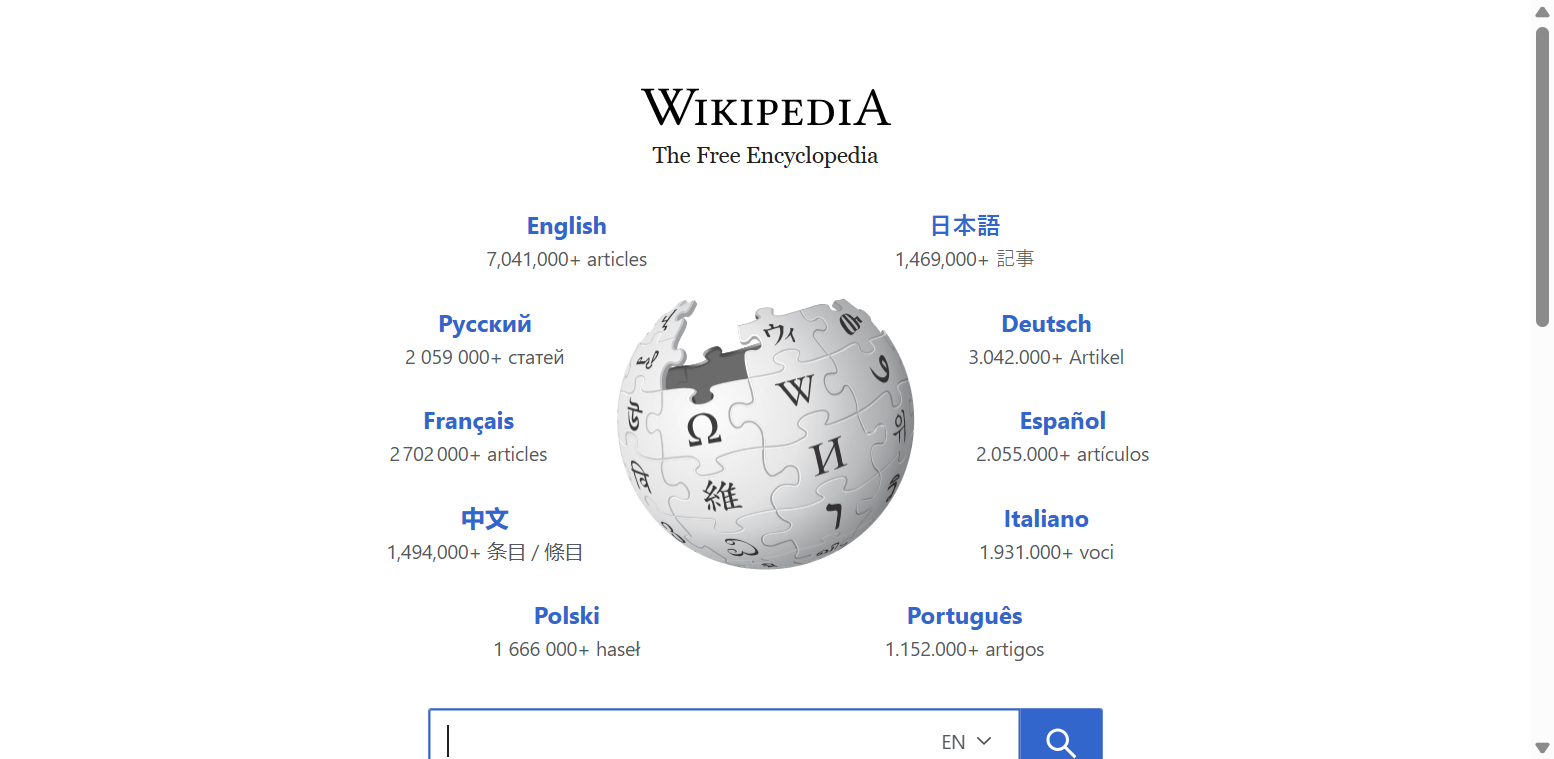 WIKIPEDIA
The Free Encyclopedia
English
7,041,000+ articles
日本語
1,469,000+ 記事
Русский
2 059 000+ статей
Deutsch
3.042.000+ Artikel
Français
2 702 000+ articles
Español
2.055.000+ artículos
中文
1,494,000+ 条目 / 條目
Italiano
1.931.000+ voci
Polski
1 666 000+ haseł
Português
1.152.000+ artigos
ウィ
W
Ω
И
維
EN